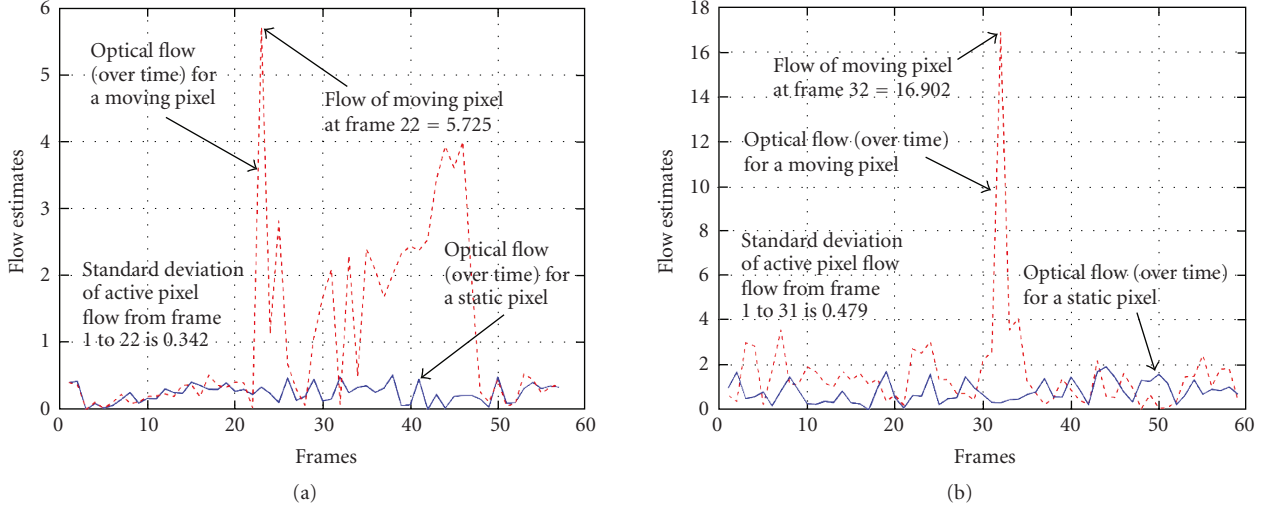 6
5
4
3
2
1
0
Flow estimates
Optical flow
(over time) for
a moving pixel
Flow of moving pixel
at frame 22 = 5.725
Optical flow
(over time) for
a static pixel
Standard deviation
of active pixel
flow from frame
1 to 22 is 0.342
0 10 20 30 40 50 60
Frames
(a)
18
16
14
12
10
8
6
4
2
0
Flow estimates
Flow of moving pixel
at frame 32 = 16.902
Optical flow (over time)
for a moving pixel
Standard deviation
of active pixel flow
flow from frame
1 to 31 is 0.479
Optical flow (over time)
for a static pixel
0 10 20 30 40 50 60
Frames
(b)